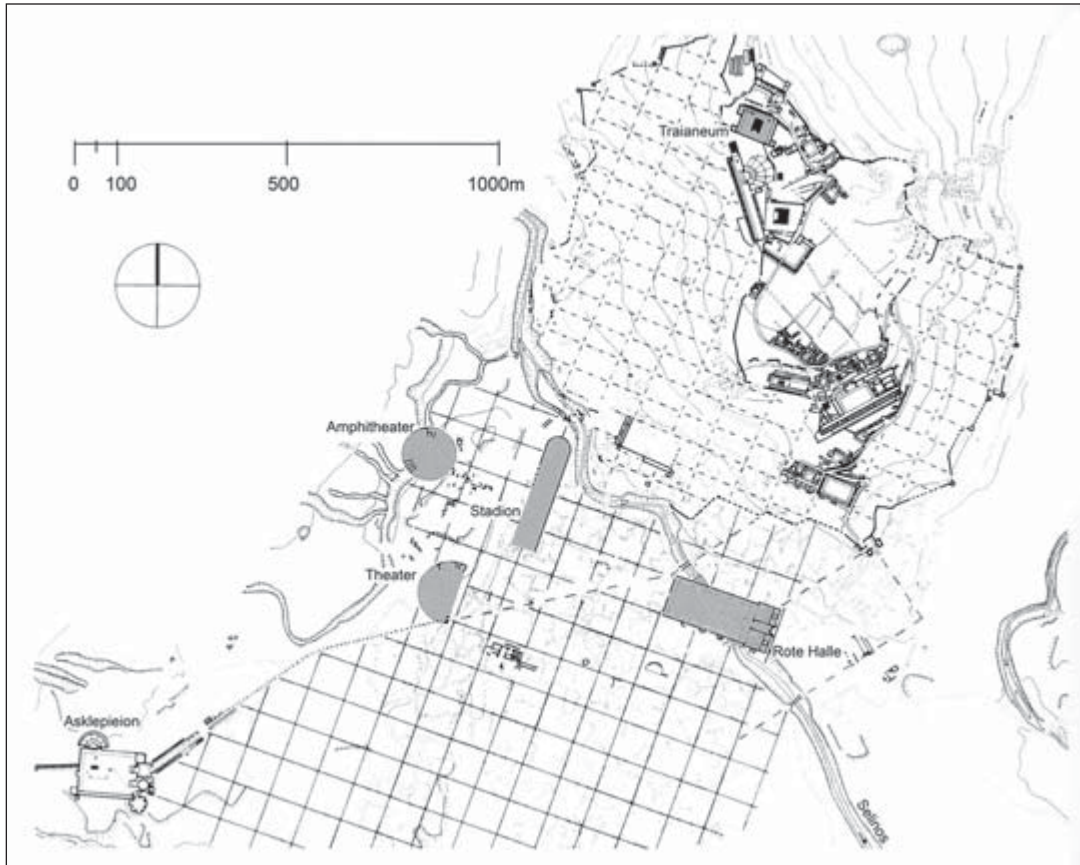 Traianeum
0 100 500 1000m
Amphitheater
Stadion
Theater
Rote Halle
Asklepieion
Selinos